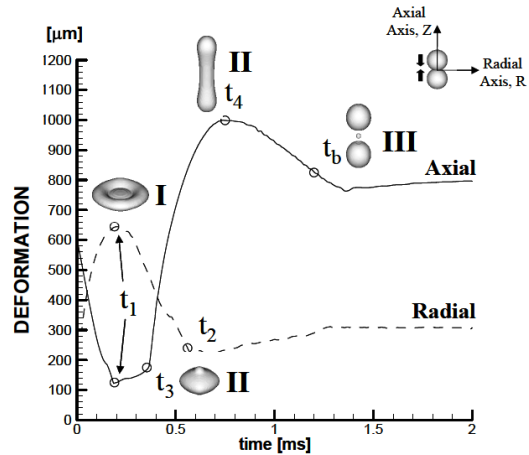 [µm]
Axial
Axis, Z
Radial
Axis, R
1200
1100
1000
900
800
700
600
500
400
300
200
100
0
DEFORMATION
I
II
t4
III
tb
Axial
t1
t2
Radial
t3
II
0
0.5
1
1.5
2
time [ms]